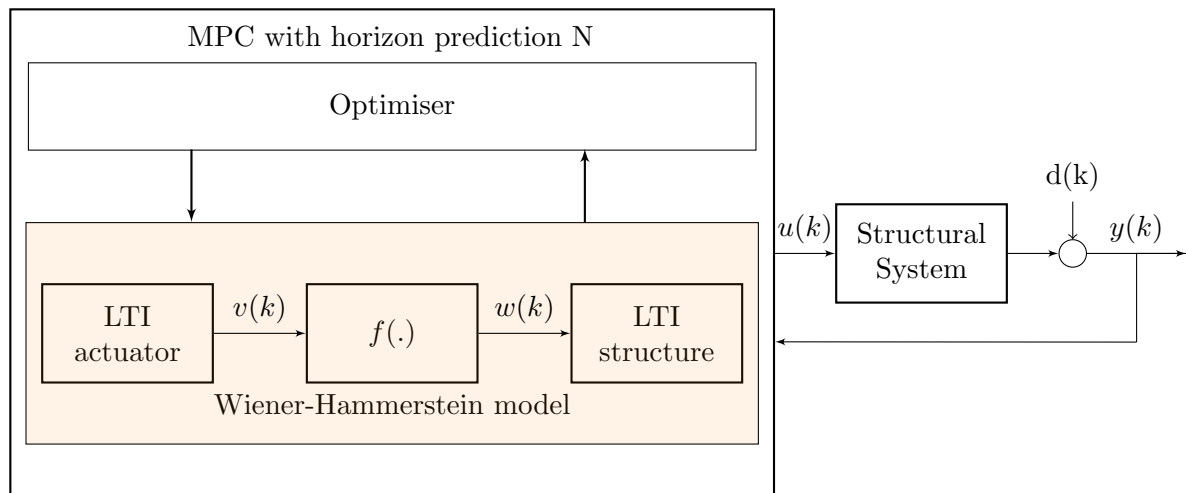 MPC with horizon prediction N
Optimiser
LTI
actuator
v(k)
f(.)
w(k)
LTI
structure
Wiener-Hammerstein model
u(k)
Structural
System
d(k)
y(k)